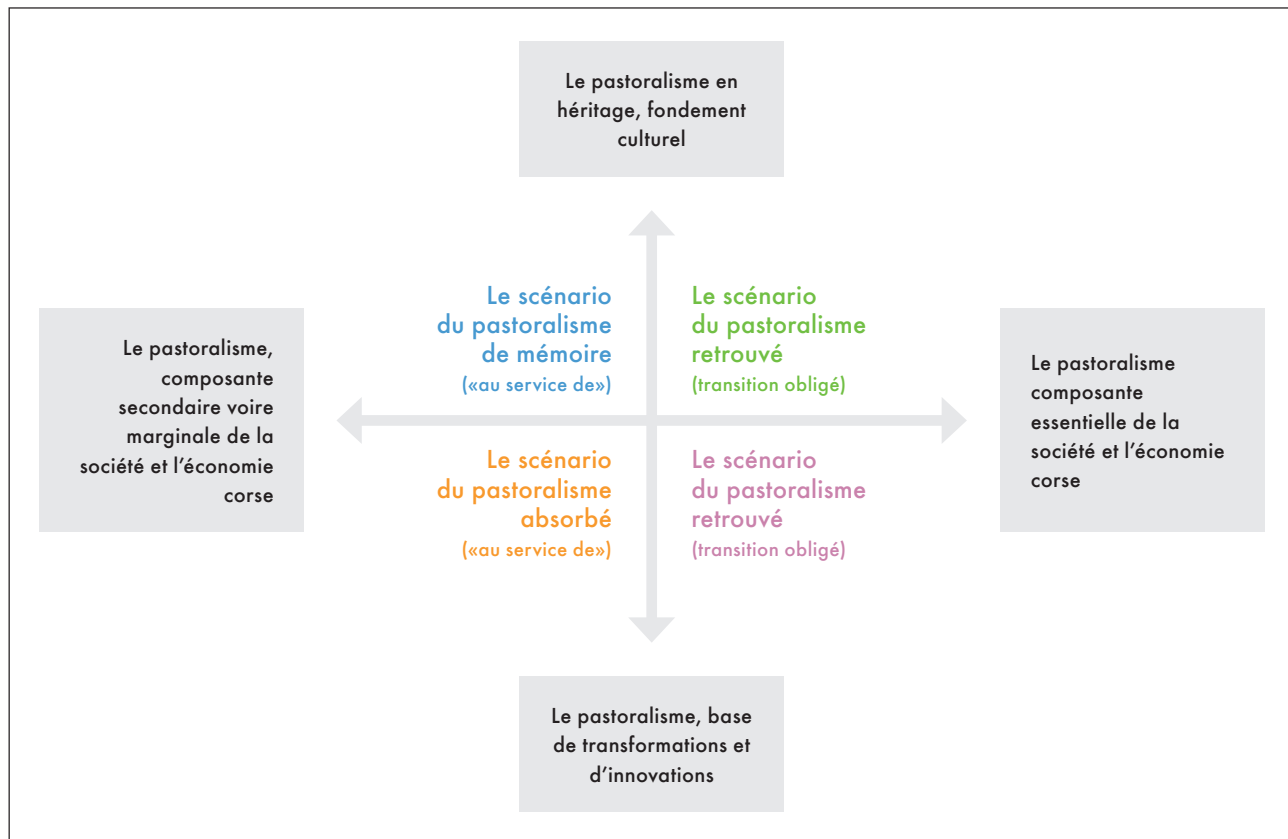 Le pastoralisme en
héritage, fondement
culturel
Le scénario
du pastoralisme
de mémoire
(«au service de»)
Le scénario
du pastoralisme
retrouvé
(transition obligé)
Le pastoralisme,
composante
secondaire voire
marginale de la
société et l’économie
corse
Le pastoralisme
composante
essentielle de la
société et l’économie
corse
Le scénario
du pastoralisme
absorbé
(«au service de»)
Le scénario
du pastoralisme
retrouvé
(transition obligé)
Le pastoralisme, base
de transformations et
d’innovations